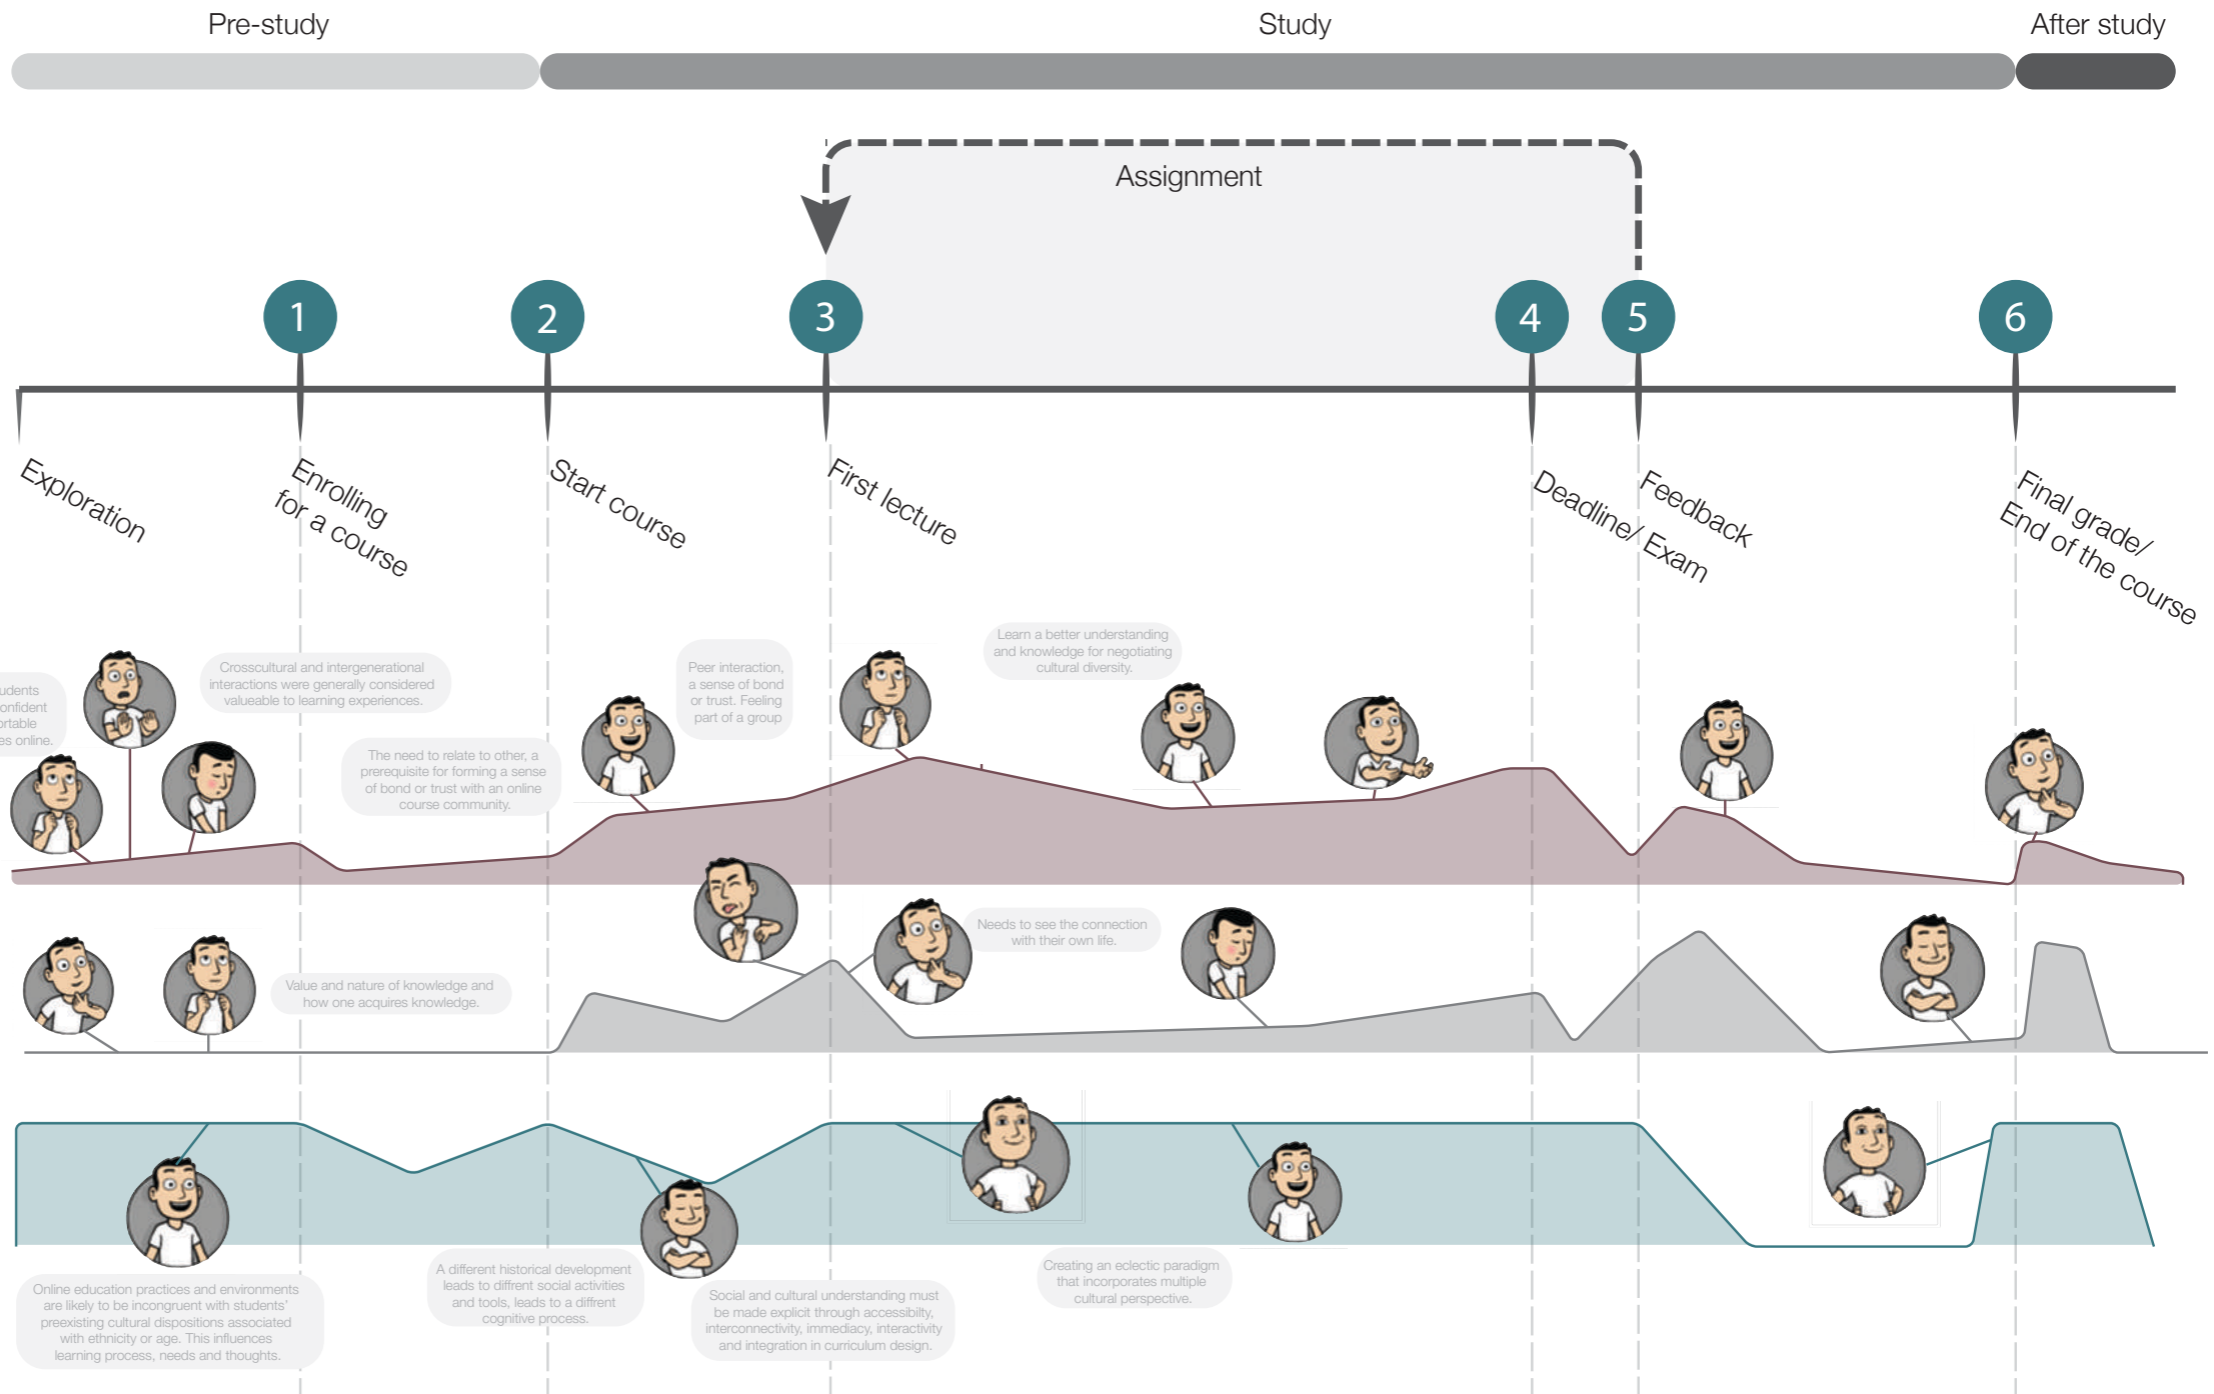 Pre-study
Study
After study
Assignment
1
2
3
4
5
6
Exploration
Enrolling
for a course
Start course
First lecture
Deadline/ Exam
Feedback
Final grade/
End of the course
udents
onfident
ortable
es online.
Crosscultural and intergenerational
interactions were generally considered
valueable to learning experiences.
The need to relate to other, a
prerequisite for forming a sense
of bond or trust with an online
course community.
Peer interaction,
a sense of bond
or trust. Feeling
part of a group
Learn a better understanding
and knowledge for negotiating
cultural diversity.
Value and nature of knowledge and
how one acquires knowledge.
Needs to see the connection
with their own life.
Online education practices and environments
are likely to be incongruent with students'
preexisting cultural dispositions associated
with ethnicity or age. This influences
learning process, needs and thoughts.
A different historical development
leads to diffrent social activities
and tools, leads to a diffrent
cognitive process.
Social and cultural understanding must
be made explicit through accessibilty,
interconnectivity, immediacy, interactivity
and integration in curriculum design.
Creating an eclectic paradigm
that incorporates multiple
cultural perspective.